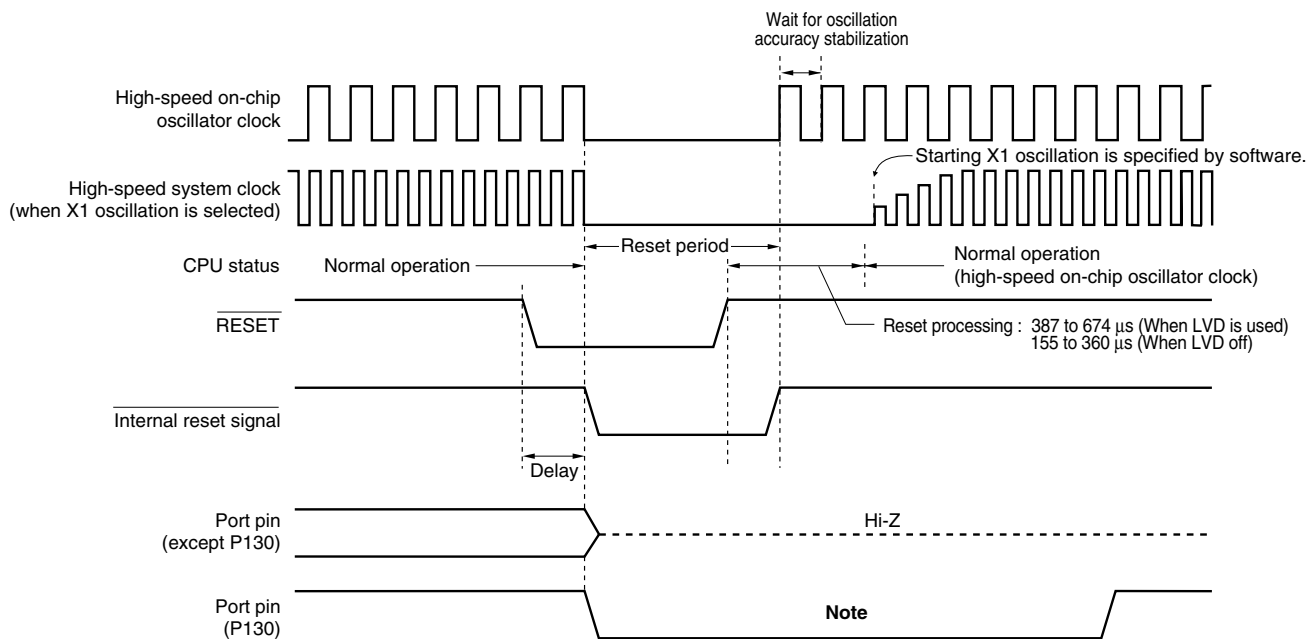 Wait for oscillation
accuracy stabilization
High-speed on-chip
oscillator clock
Starting X1 oscillation is specified by software.
High-speed system clock
(when X1 oscillation is selected)
Reset period
CPU status
Normal operation
Normal operation
(high-speed on-chip oscillator clock)
RESET
Reset processing : 387 to 674 μs (When LVD is used)
155 to 360 μs (When LVD off)
Internal reset signal
Delay
Port pin
(except P130)
Hi-Z
Port pin
(P130)
Note